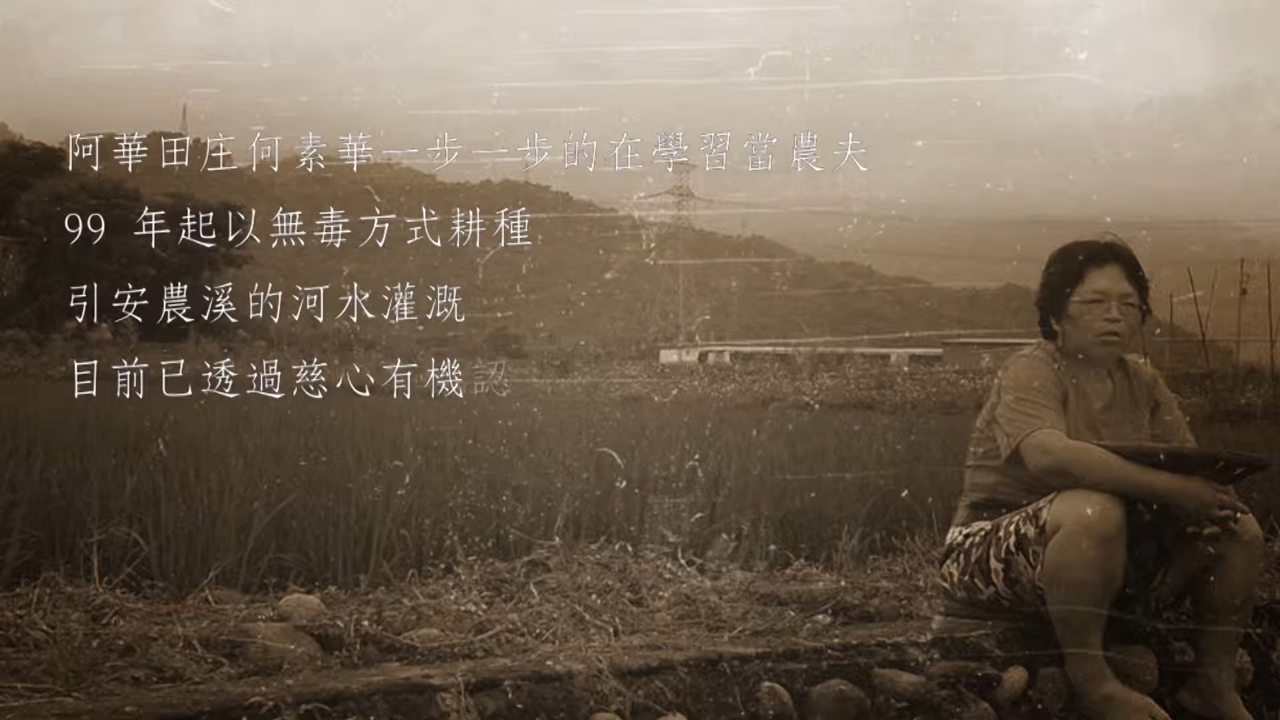 阿華田庄何素華一步一步的在學習當農夫
99 年起以無毒方式耕種
引安農溪的河水灌溉
目前已透過慈心有機認